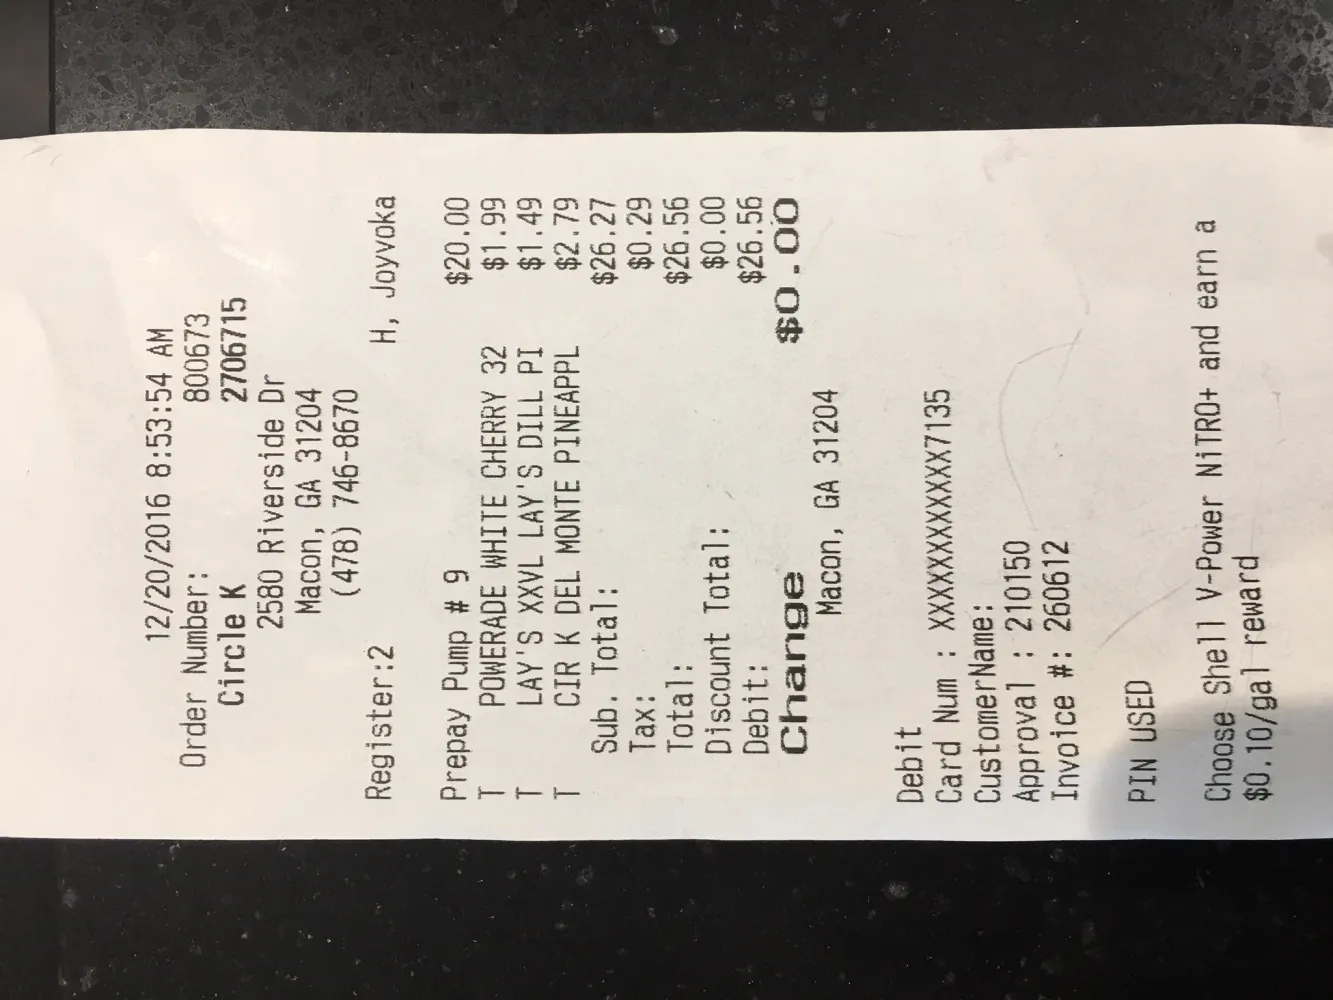 12/20/2016 8:53:54 AM
Order Number: 800673
Circle K 2706715
2580 Riverside Dr
Macon, GA 31204
(478) 746-8670
Register:2 H, Joyvoka
Prepay Pump # 9 $20.00
T POWERADE WHITE CHERRY 32 $1.99
T LAY'S XXVL LAY'S DILL PI $1.49
T CIR K DEL MONTE PINEAPPL $2.79
Sub. Total: $26.27
Tax: $0.29
Total: $26.56
Discount Total: $0.00
Debit: $26.56
Change $0.00
Macon, GA 31204
Debit
Card Num : XXXXXXXXXXXX7135
CustomerName:
Approval : 210150
Invoice #: 260612
PIN USED
Choose Shell V-Power NiTRO+ and earn a
$0.10/gal reward